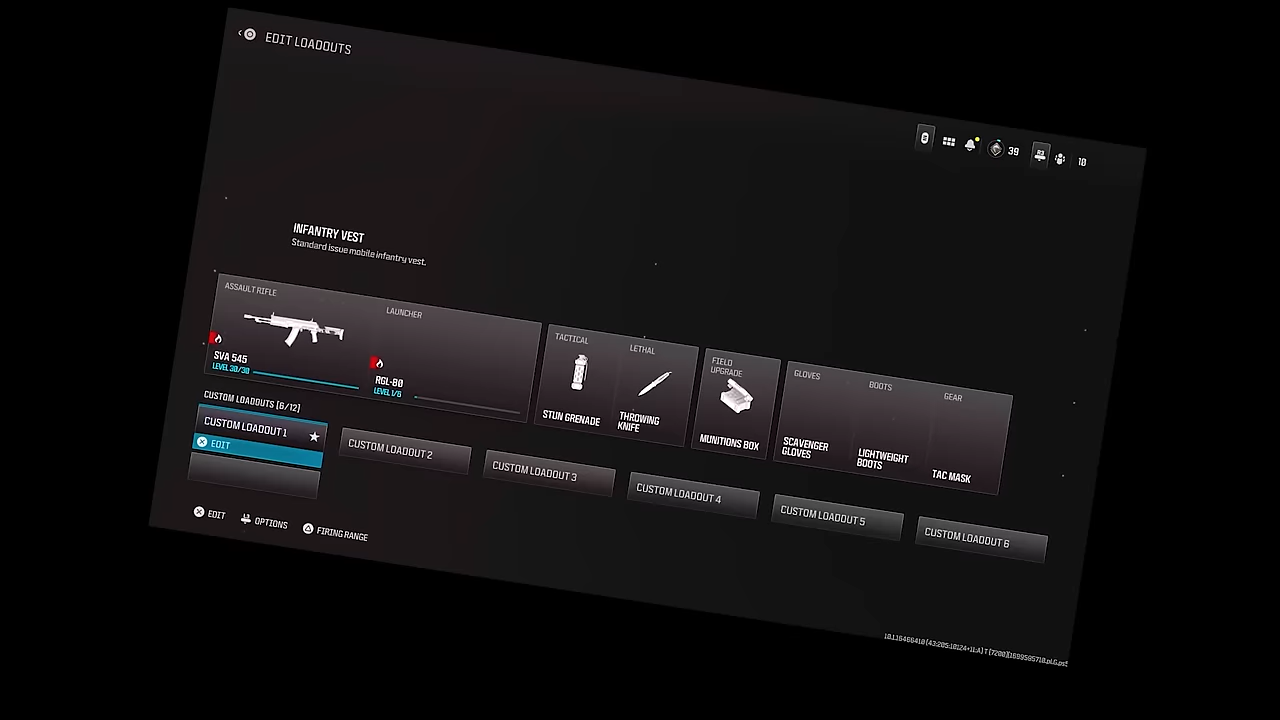 EDIT LOADOUTS
39
R3
10
INFANTRY VEST
Standard issue mobile infantry vest.
ASSAULT RIFLE
SVA 545
LEVEL 30/30
LAUNCHER
RGL-80
LEVEL 1/6
TACTICAL
STUN GRENADE
LETHAL
THROWING
KNIFE
FIELD
UPGRADE
MUNITIONS BOX
GLOVES
SCAVENGER
GLOVES
BOOTS
LIGHTWEIGHT
BOOTS
GEAR
TAC MASK
CUSTOM LOADOUTS (6/12)
CUSTOM LOADOUT 1
EDIT
CUSTOM LOADOUT 2
CUSTOM LOADOUT 3
CUSTOM LOADOUT 4
CUSTOM LOADOUT 5
CUSTOM LOADOUT 6
EDIT
OPTIONS
FIRING RANGE